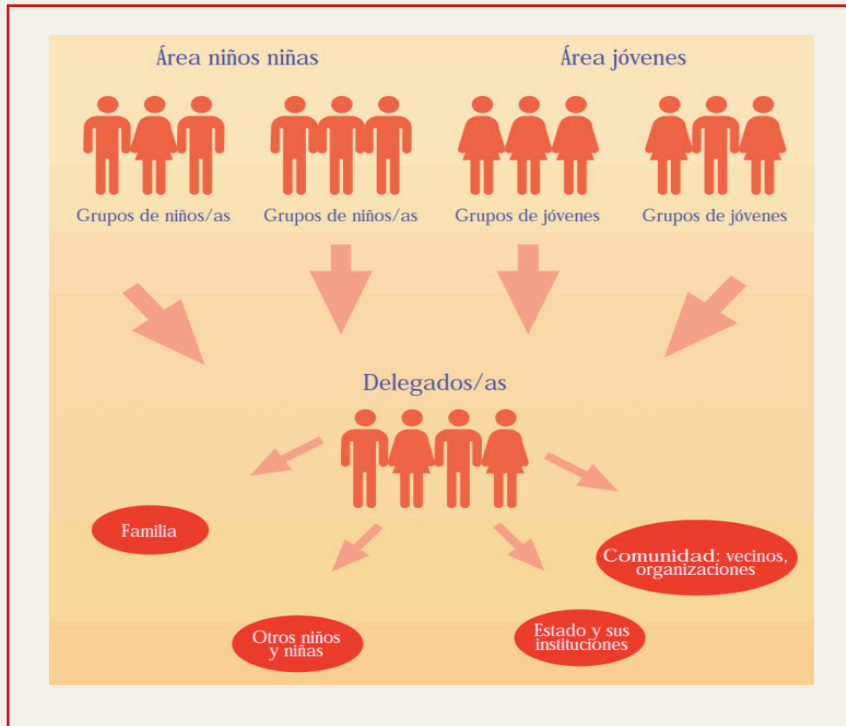 Área niños niñas
Área jóvenes
Grupos de niños/as
Grupos de niños/as
Grupos de jóvenes
Grupos de jóvenes
Delegados/as
Familia
Comunidad: vecinos,
organizaciones
Otros niños
y niñas
Estado y sus
instituciones